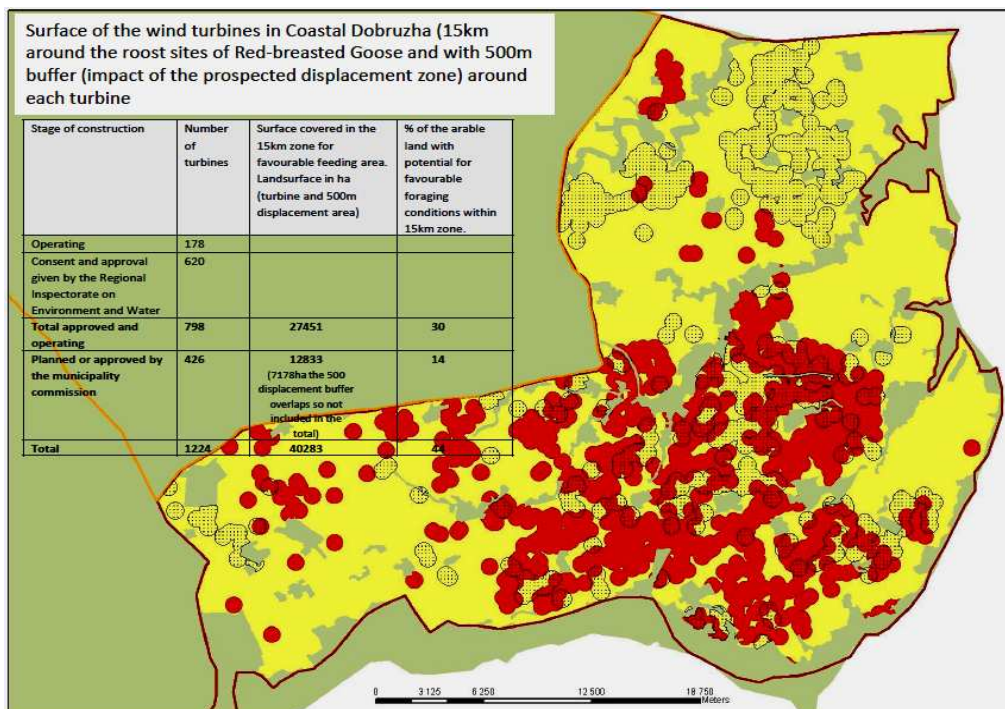 Surface of the wind turbines in Coastal Dobruzha (15km
around the roost sites of Red-breasted Goose and with 500m
buffer (impact of the prospected displacement zone) around
each turbine
Stage of construction
Number
of
turbines
Surface covered in the
15km zone for
favourable feeding area.
Landsurface in ha
(turbine and 500m
displacement area)
% of the arable
land with
potential for
favourable
foraging
conditions within
15km zone.
Operating
178
Consent and approval
given by the Regional
Inspectorate on
Environment and Water
620
Total approved and
operating
798
27451
30
Planned or approved by
the municipality
commission
426
12833
(7178ha the 500
displacement buffer
overlaps so not
included in the
total)
14
Total
1224
40283
44
0 3 125 6 250 12 500 18 750
Meters